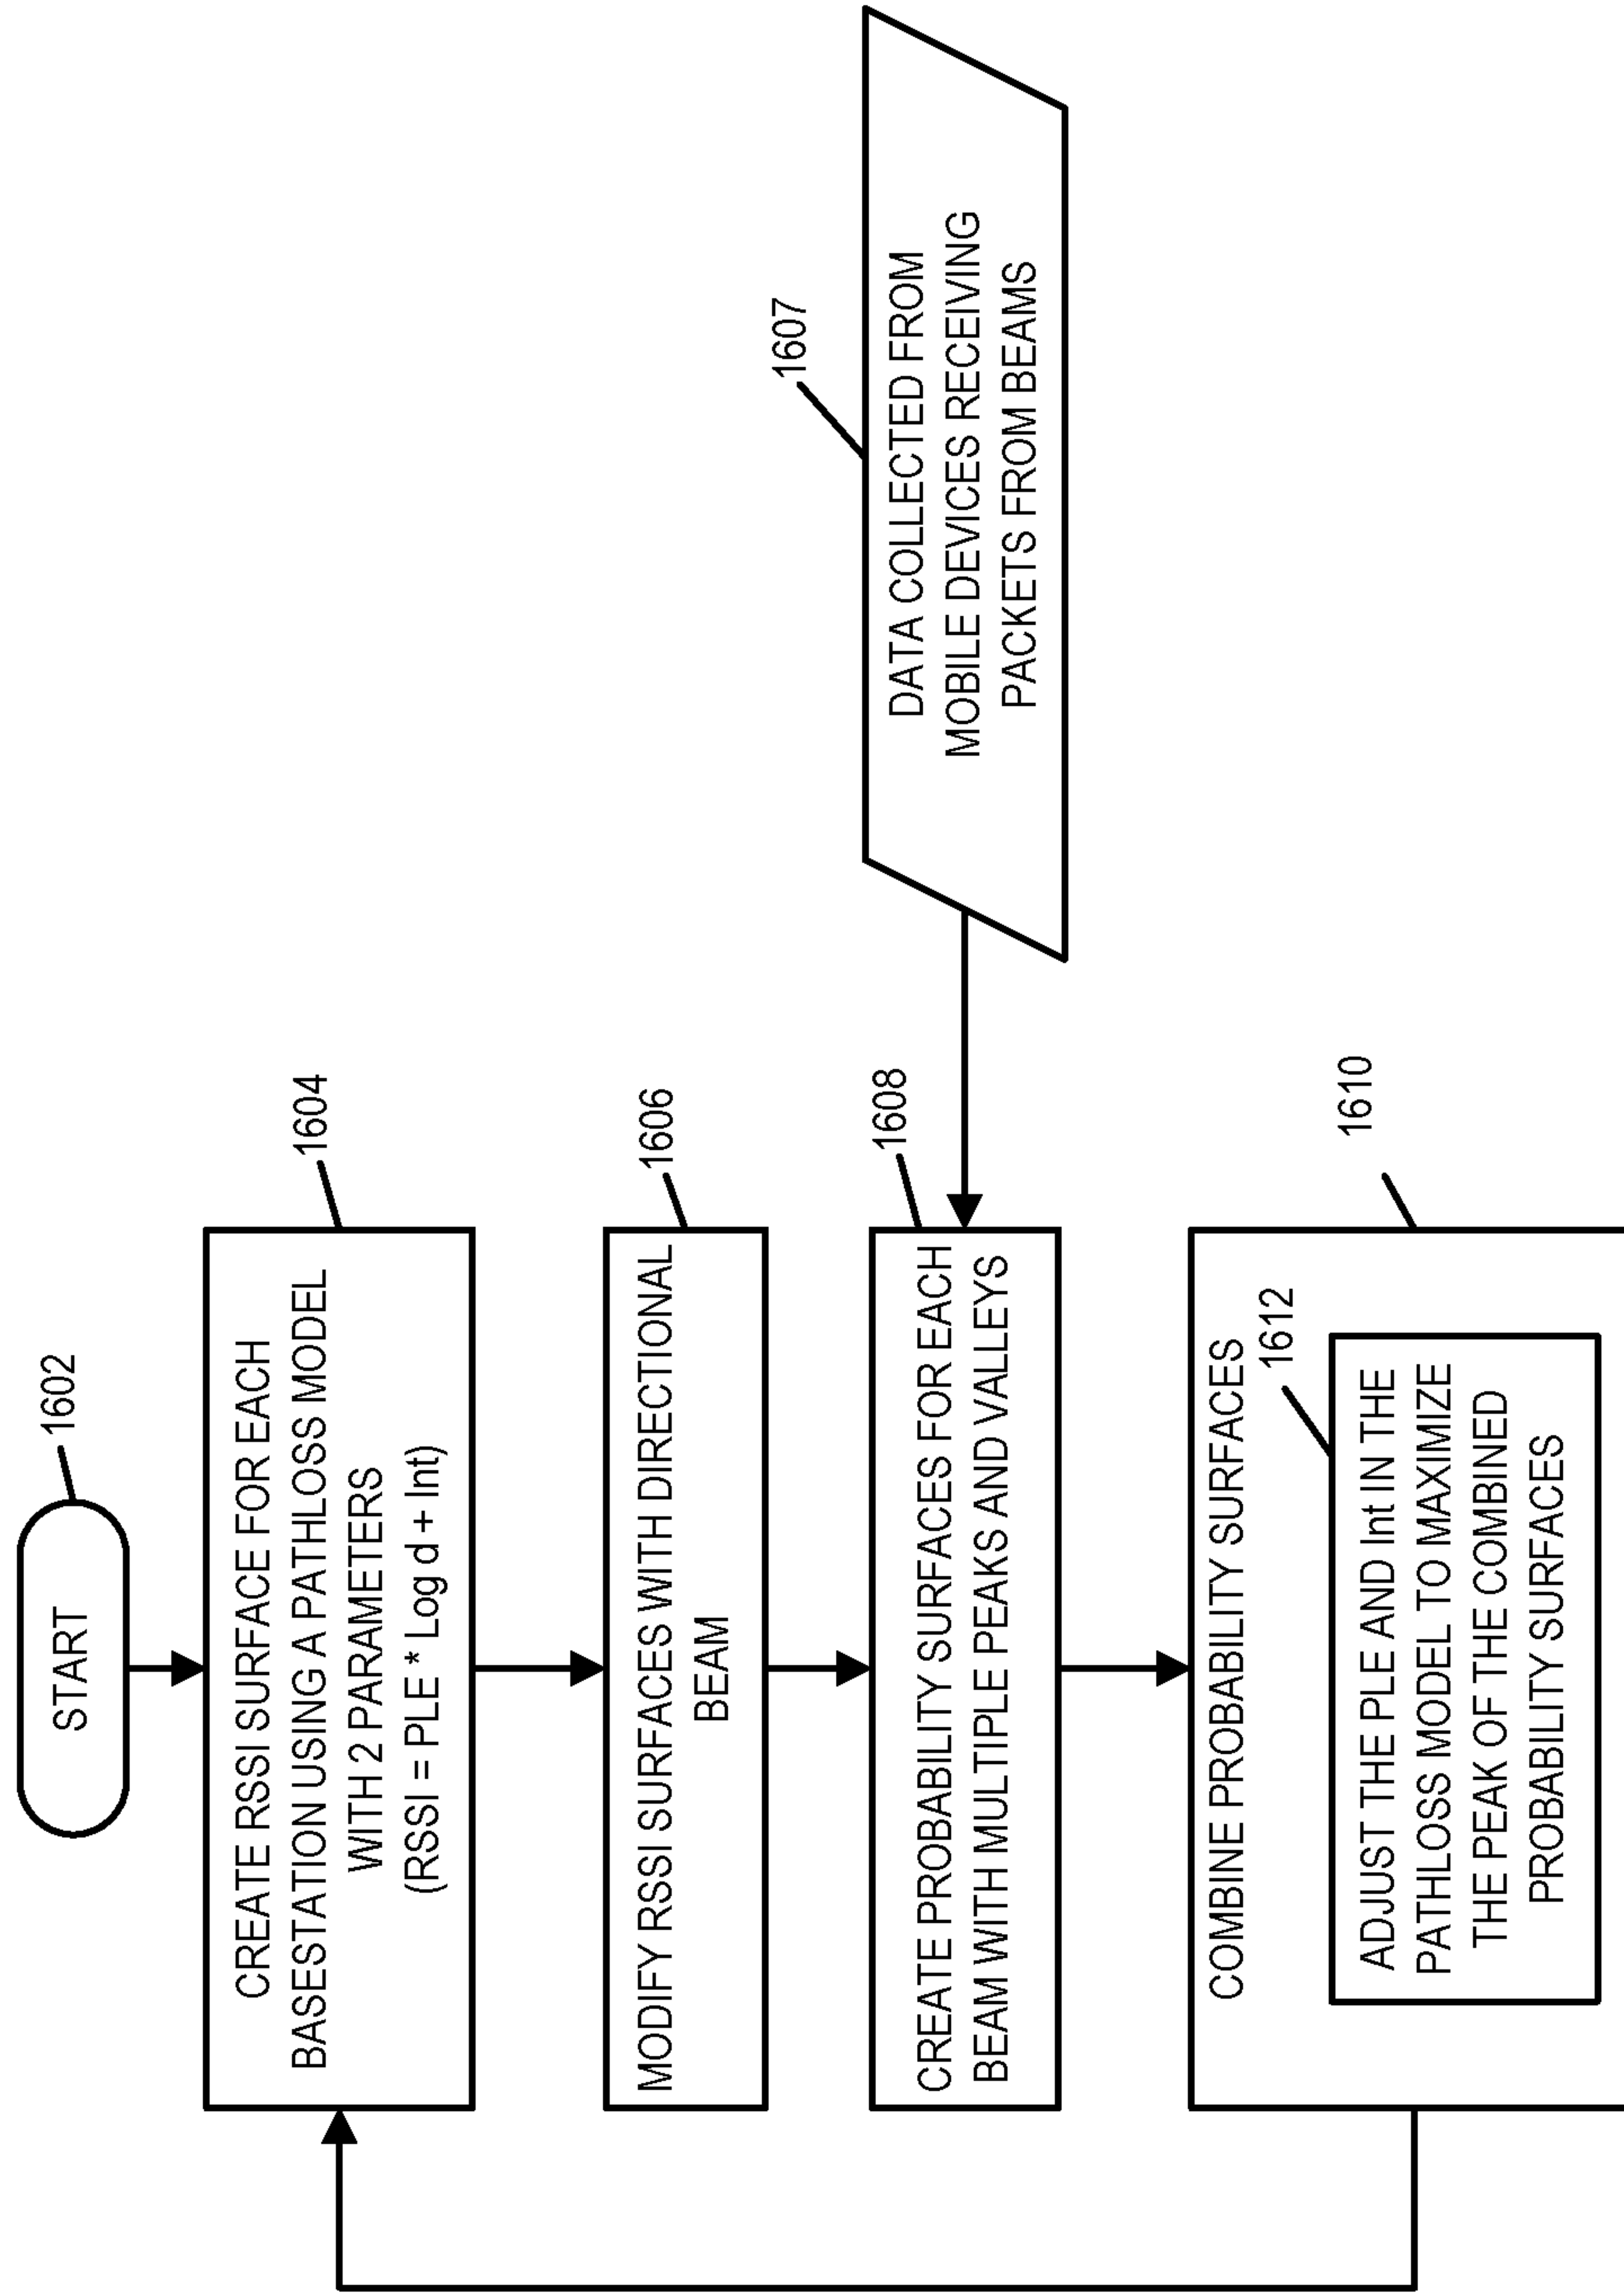 START
1602
CREATE RSSI SURFACE FOR EACH
BASESTATION USING A PATHLOSS MODEL
WITH 2 PARAMETERS
(RSSI = PLE * Log d + Int)
1604
MODIFY RSSI SURFACES WITH DIRECTIONAL
BEAM
1606
DATA COLLECTED FROM
MOBILE DEVICES RECEIVING
PACKETS FROM BEAMS
1607
CREATE PROBABILITY SURFACES FOR EACH
BEAM WITH MULTIPLE PEAKS AND VALLEYS
1608
COMBINE PROBABILITY SURFACES
1610
1612
ADJUST THE PLE AND Int IN THE
PATHLOSS MODEL TO MAXIMIZE
THE PEAK OF THE COMBINED
PROBABILITY SURFACES